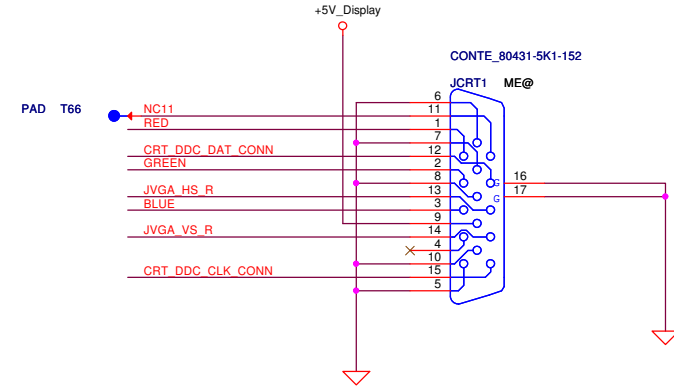 +5V_Display
CONTE_80431-5K1-152
JCRT1 ME@
6
PAD T66 NC11 11
RED 1
7
CRT_DDC_DAT_CONN 12
GREEN 2
8 G 16
JVGA_HS_R 13 G 17
BLUE 3
9
JVGA_VS_R 14
4
10
CRT_DDC_CLK_CONN 15
5